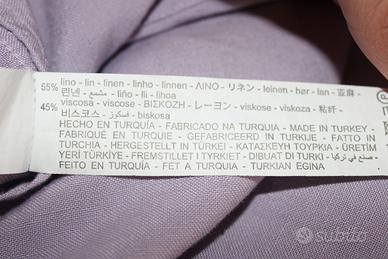 55% lino - lin - linen - linho - linnen - ΛΙΝΟ - リネン - leinen - hør - lan - 亚麻 -
린넨 - مشمع - liño - lli - lihoa
45% viscosa - viscose - ΒΙΣΚΟΖΗ - レーヨン - viskose - viskoza - 粘纤 -
비스코스 - فسكوز - biskosa
HECHO EN TURQUÍA - FABRICADO NA TURQUIA - MADE IN TURKEY -
FABRIQUÉ EN TURQUIE - GEFABRICEERD IN TURKIJE - FATTO IN
TURCHIA - HERGESTELLT IN TÜRKEI - ΚΑΤΑΣΚΕΥΗ ΤΟΥΡΚΙΑ - ÜRETİM
YERİ TÜRKİYE - FREMSTILLET I TYRKIET - DIBUAT DI TURKI -
صنع في تركيا - FEITO EN TURQUÍA - FET A TURQUIA - TURKIAN EGINA
subito